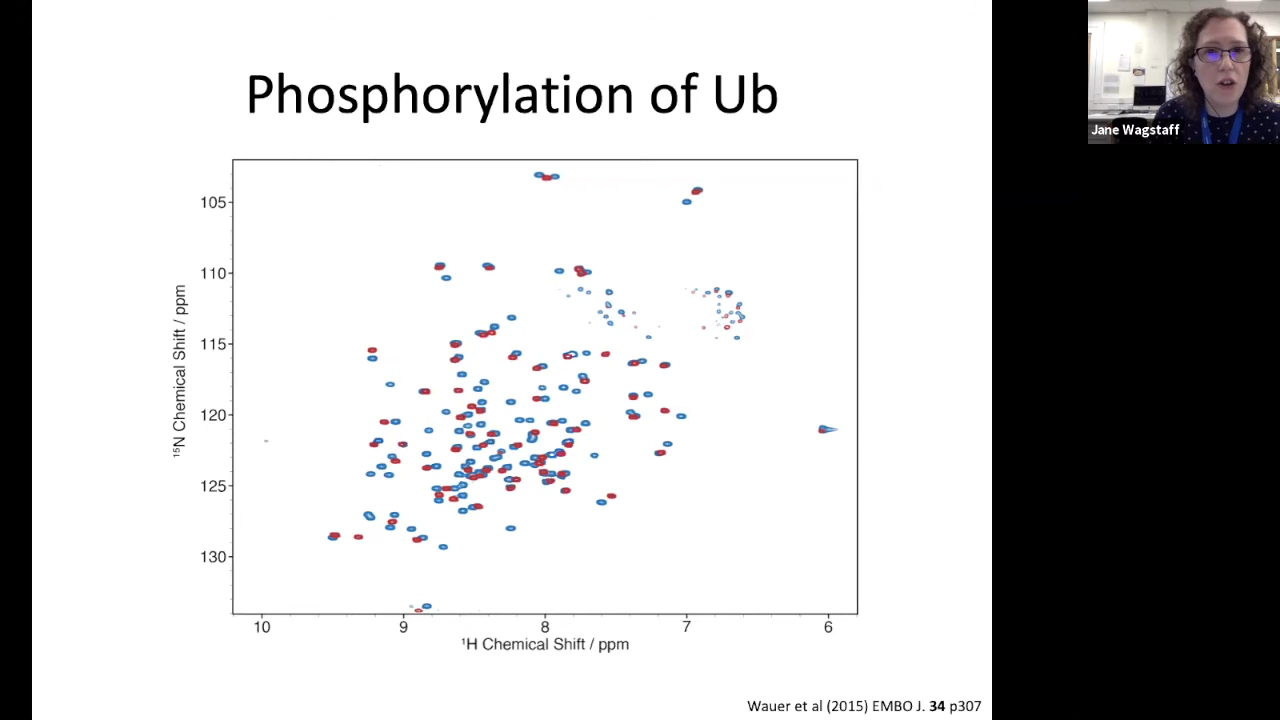 Phosphorylation of Ub
Jane Wagstaff
105
110
115
120
125
130
¹⁵N Chemical Shift / ppm
10 9 8 7 6
¹H Chemical Shift / ppm
Wauer et al (2015) EMBO J. 34 p307